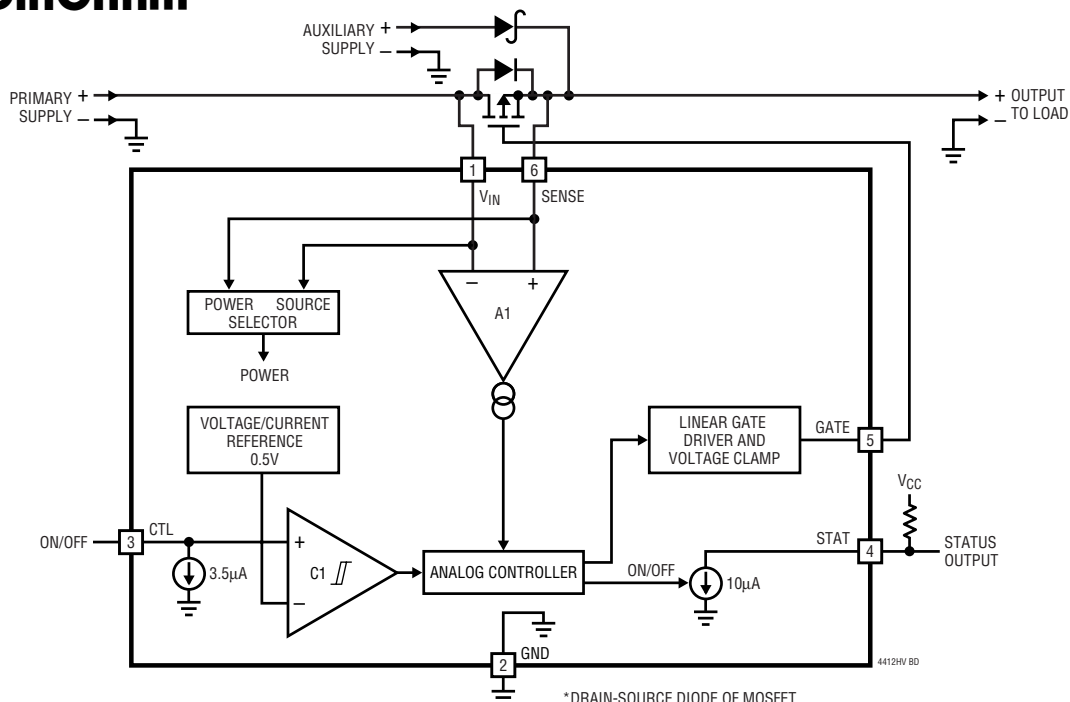 AUXILIARY +
SUPPLY –
PRIMARY +
SUPPLY –
+ OUTPUT
– TO LOAD
1
6
VIN
SENSE
– +
A1
POWER SOURCE
SELECTOR
POWER
VOLTAGE/CURRENT
REFERENCE
0.5V
LINEAR GATE
DRIVER AND
VOLTAGE CLAMP
GATE
5
VCC
ON/OFF
3
CTL
+
C1
–
3.5µA
ANALOG CONTROLLER
ON/OFF
10µA
STAT
4
STATUS
OUTPUT
2
GND
4412HV BD
*DRAIN-SOURCE DIODE OF MOSFET